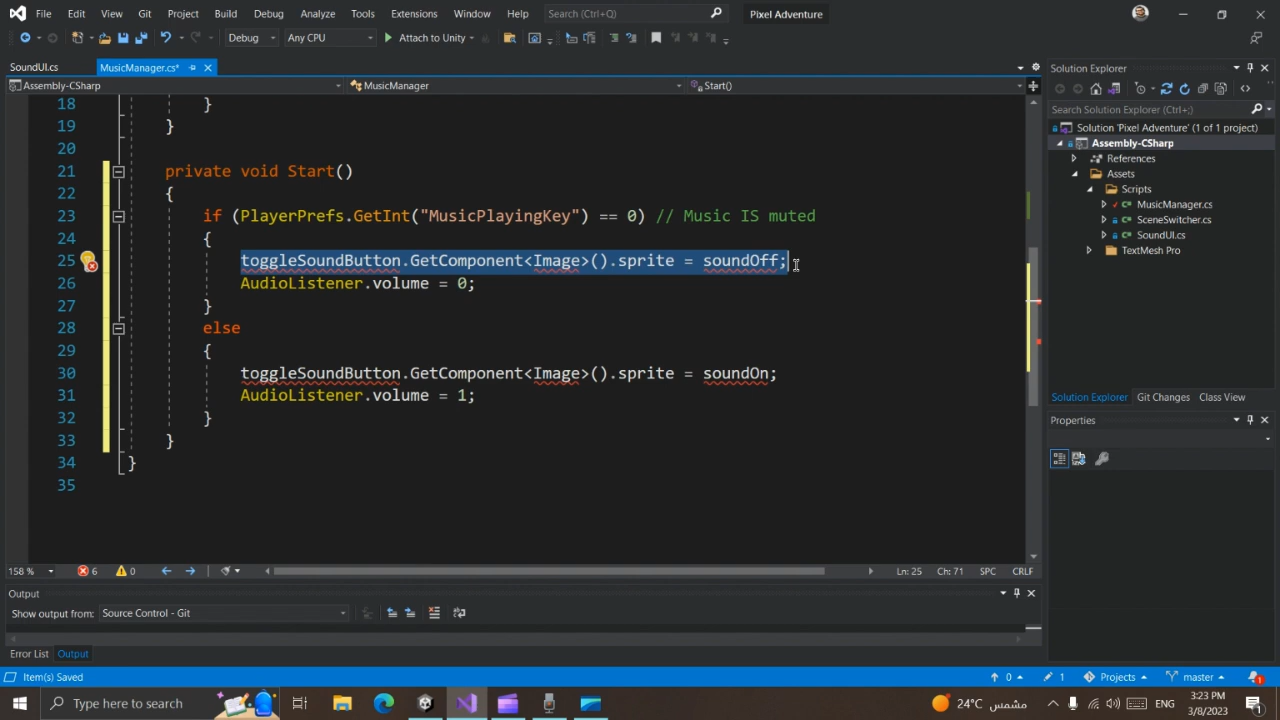 File Edit View Git Project Build Debug Analyze Tools Extensions Window Help Search (Ctrl+;) Pixel Adventure
Debug Any CPU Attach to Unity
SoundUI.cs MusicManager.cs*
Assembly-CSharp MusicManager Start()
18 }
19 }
20
21 private void Start()
22 {
23 if (PlayerPrefs.GetInt("MusicPlayingKey") == 0) // Music IS muted
24 {
25 toggleSoundButton.GetComponent<Image>().sprite = soundOff;
26 AudioListener.volume = 0;
27 }
28 else
29 {
30 toggleSoundButton.GetComponent<Image>().sprite = soundOn;
31 AudioListener.volume = 1;
32 }
33 }
34 }
35
158 % 6 0 Ln: 25 Ch: 71 SPC CRLF
Output
Show output from: Source Control - Git
Error List Output
Solution Explorer
Search Solution Explorer (Ctrl+;)
Solution 'Pixel Adventure' (1 of 1 project)
Assembly-CSharp
References
Assets
Scripts
MusicManager.cs
SceneSwitcher.cs
SoundUI.cs
TextMesh Pro
Solution Explorer Git Changes Class View
Properties
Item(s) Saved 0 1 Projects master 1
Type here to search 24°C مشمس ENG 3:23 PM
3/8/2023 1